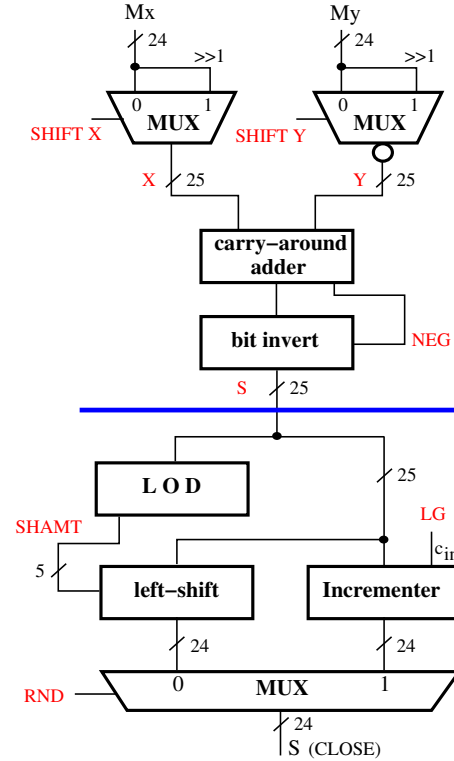 Mx My
24 24
>>1 >>1
0 1 0 1
MUX MUX
SHIFT X SHIFT Y
X 25 Y 25
carry-around
adder
bit invert
NEG
S 25
L O D
25
SHAMT
LG
5
c in
left-shift Incrementer
24 24
0 1
MUX
RND
24
S (CLOSE)